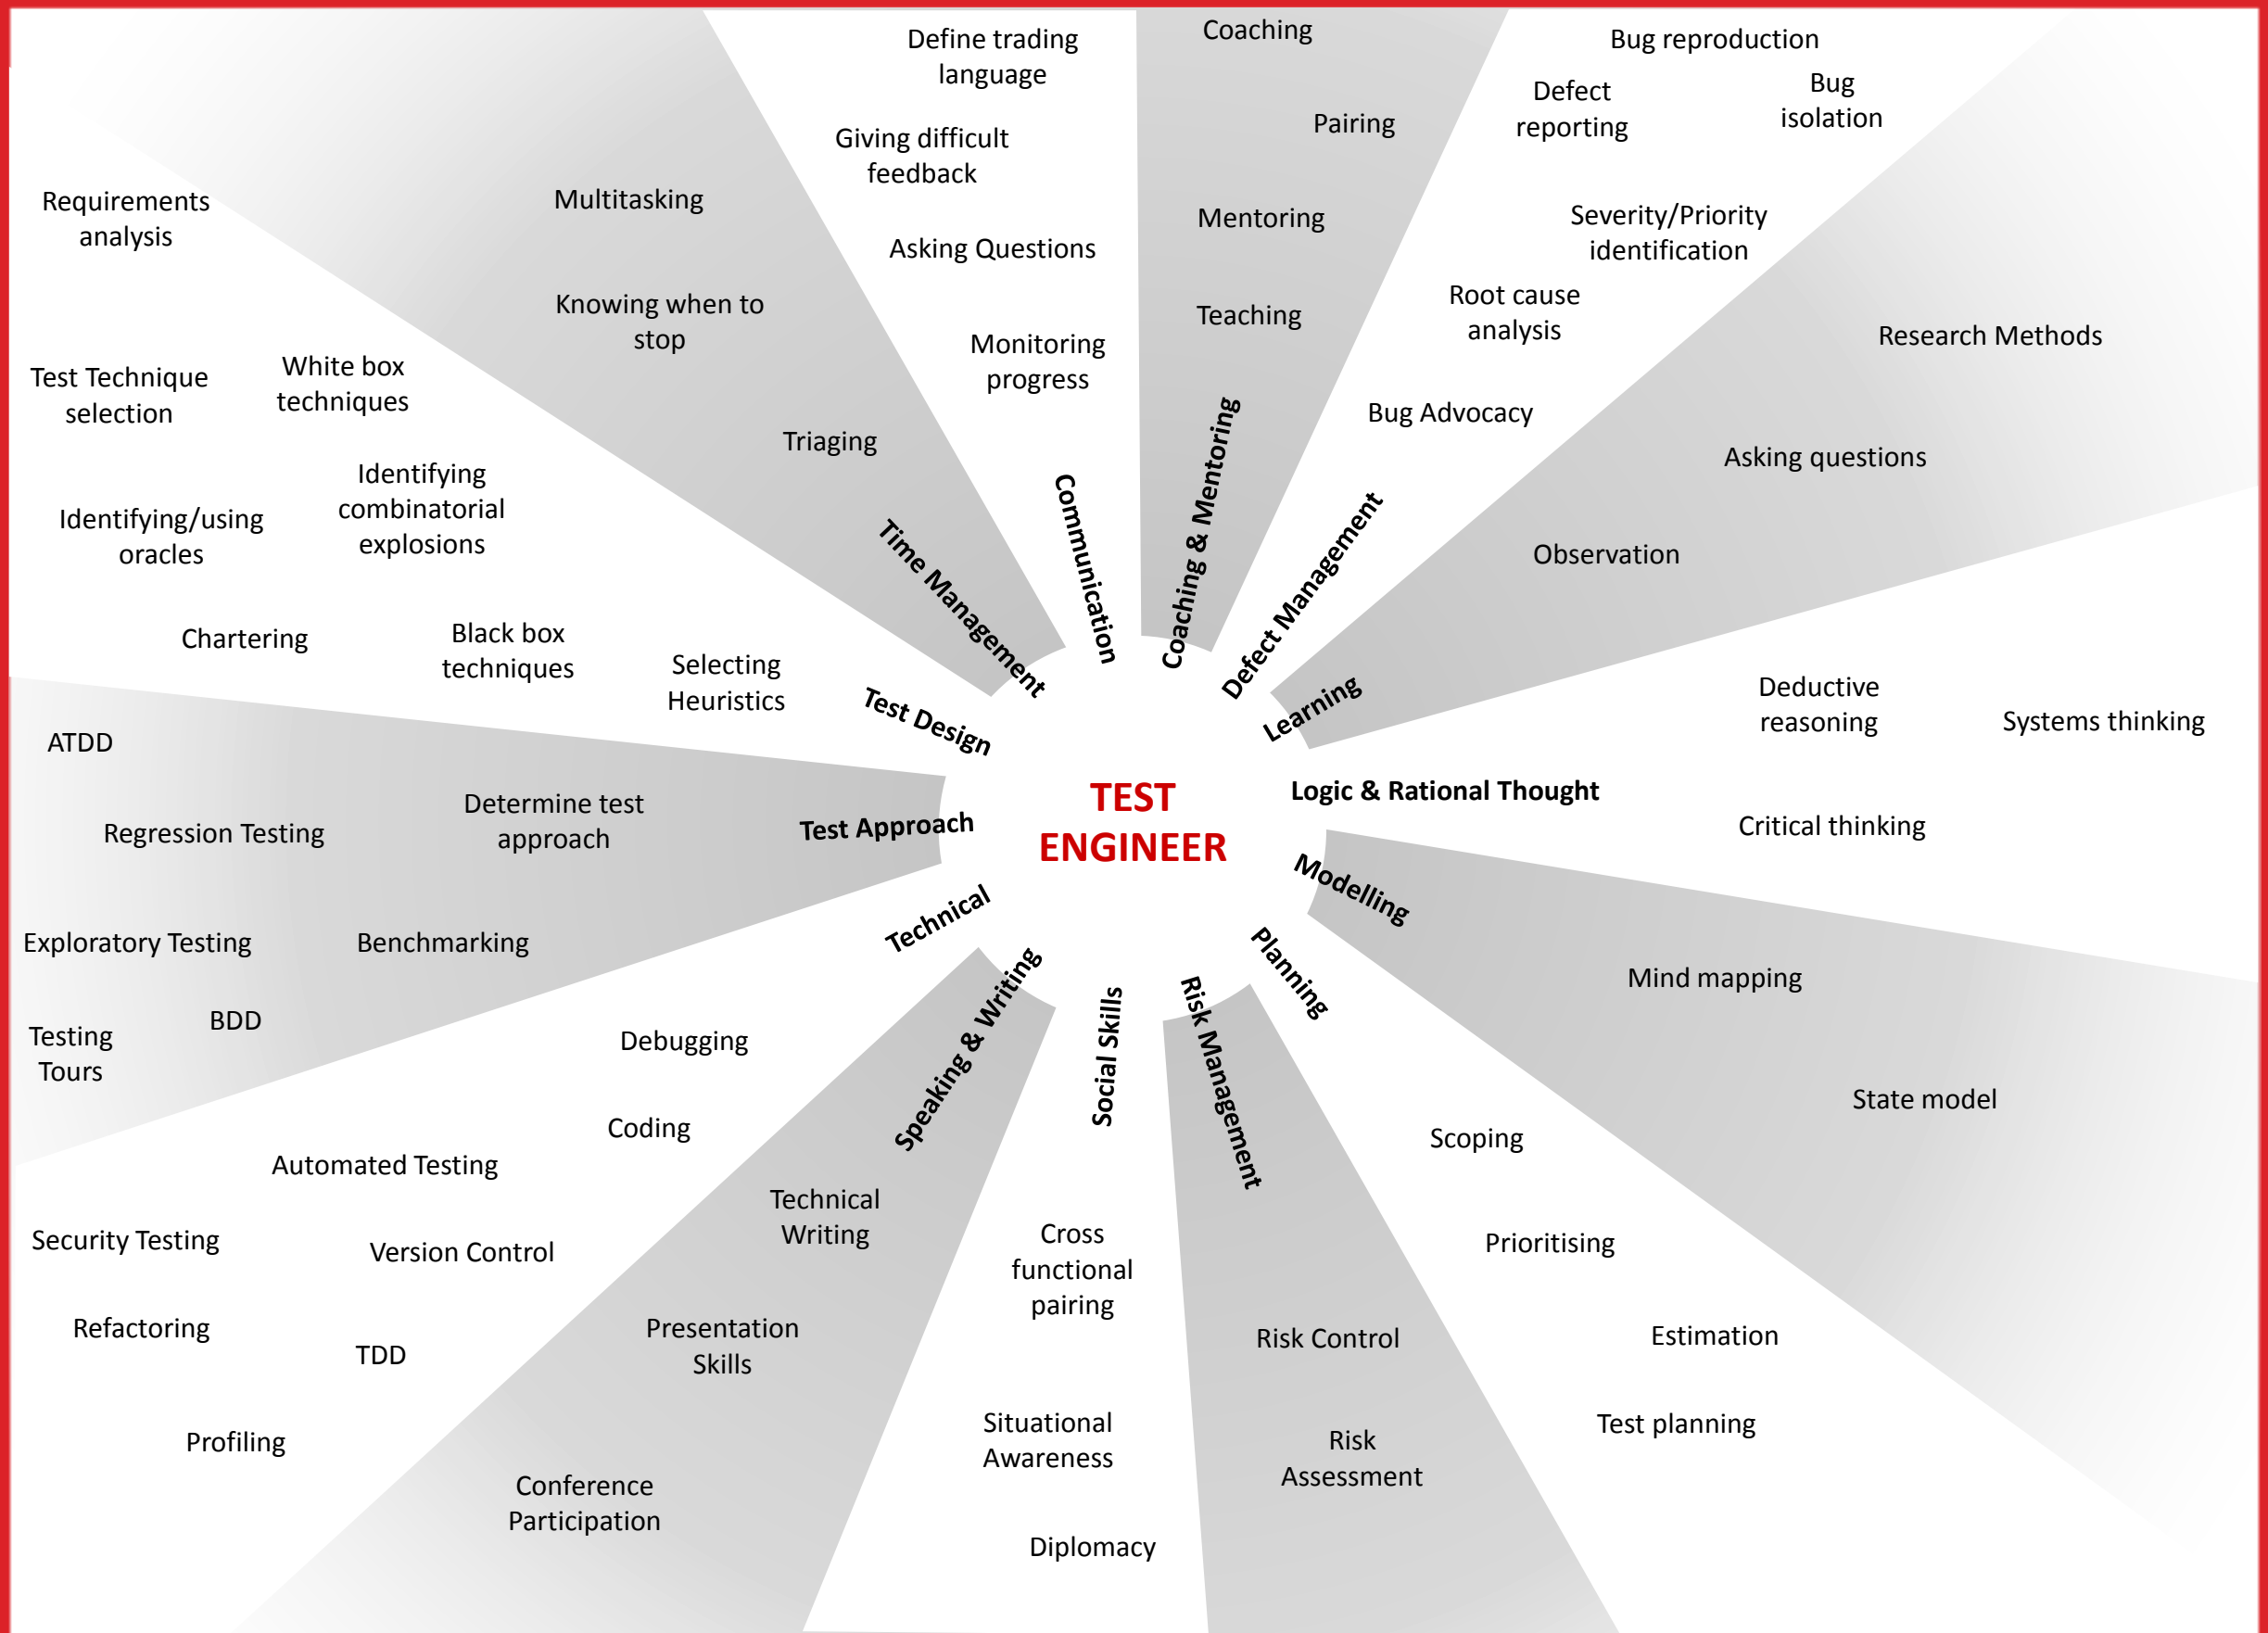 TEST
ENGINEER
Communication
Define trading
language
Giving difficult
feedback
Asking Questions
Monitoring
progress
Coaching & Mentoring
Coaching
Pairing
Mentoring
Teaching
Defect Management
Bug reproduction
Defect
reporting
Bug
isolation
Severity/Priority
identification
Root cause
analysis
Bug Advocacy
Learning
Research Methods
Asking questions
Observation
Logic & Rational Thought
Deductive
reasoning
Systems thinking
Critical thinking
Modelling
Mind mapping
State model
Planning
Scoping
Prioritising
Estimation
Test planning
Risk Management
Risk Control
Risk
Assessment
Social Skills
Cross
functional
pairing
Situational
Awareness
Diplomacy
Speaking & Writing
Technical
Writing
Presentation
Skills
Conference
Participation
Technical
Debugging
Coding
Automated Testing
Security Testing
Version Control
Refactoring
TDD
Profiling
Test Approach
ATDD
Determine test
approach
Regression Testing
Exploratory Testing
Benchmarking
BDD
Testing
Tours
Test Design
Requirements
analysis
Test Technique
selection
White box
techniques
Identifying
combinatorial
explosions
Identifying/using
oracles
Chartering
Black box
techniques
Selecting
Heuristics
Time Management
Multitasking
Knowing when to
stop
Triaging